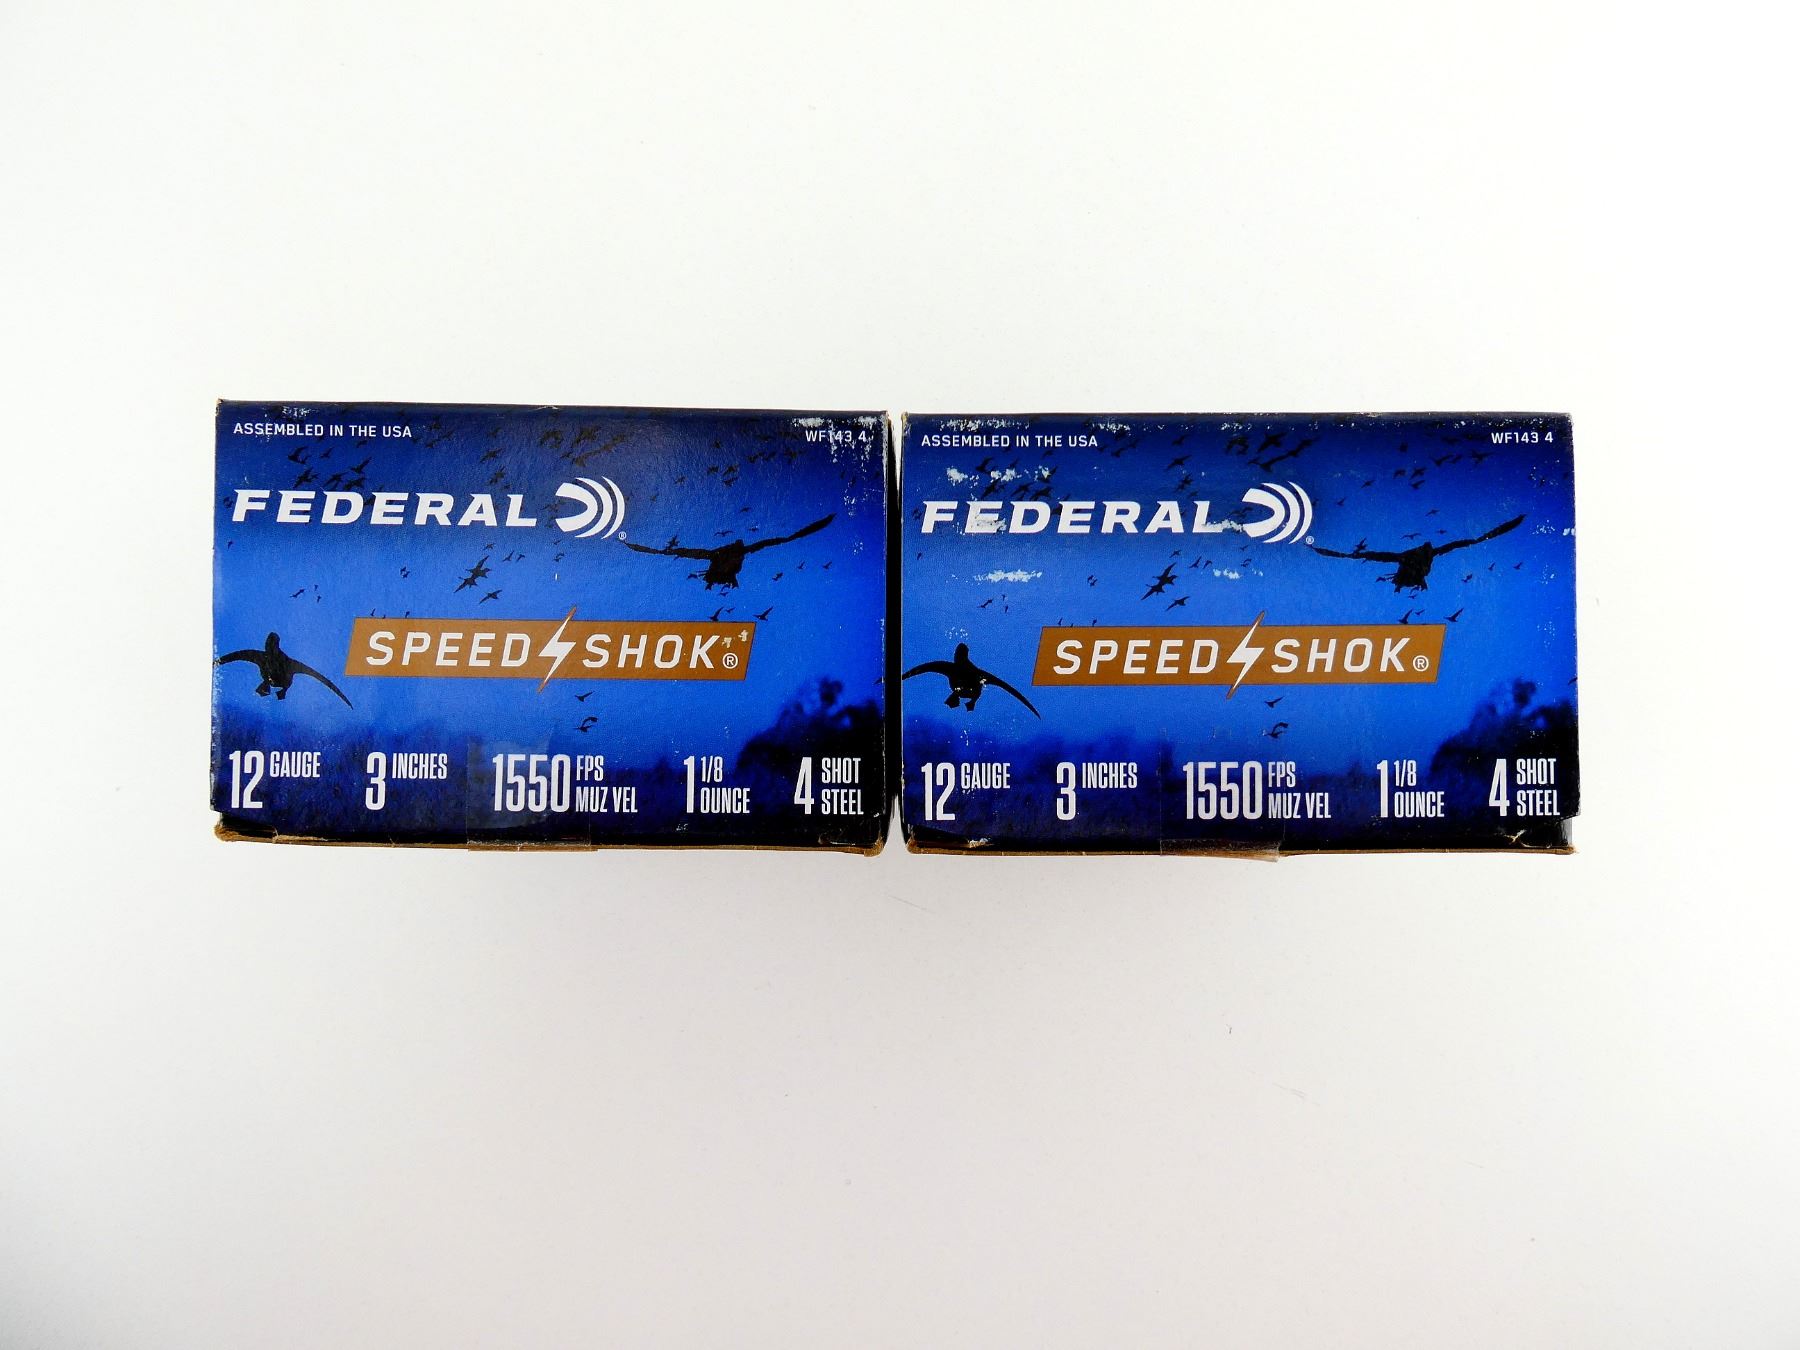 ASSEMBLED IN THE USA
WF143 4
FEDERAL®
SPEED SHOK®
12 GAUGE
3 INCHES
1550 FPS MUZ VEL
1 1/8 OUNCE
4 SHOT STEEL
ASSEMBLED IN THE USA
WF143 4
FEDERAL®
SPEED SHOK®
12 GAUGE
3 INCHES
1550 FPS MUZ VEL
1 1/8 OUNCE
4 SHOT STEEL